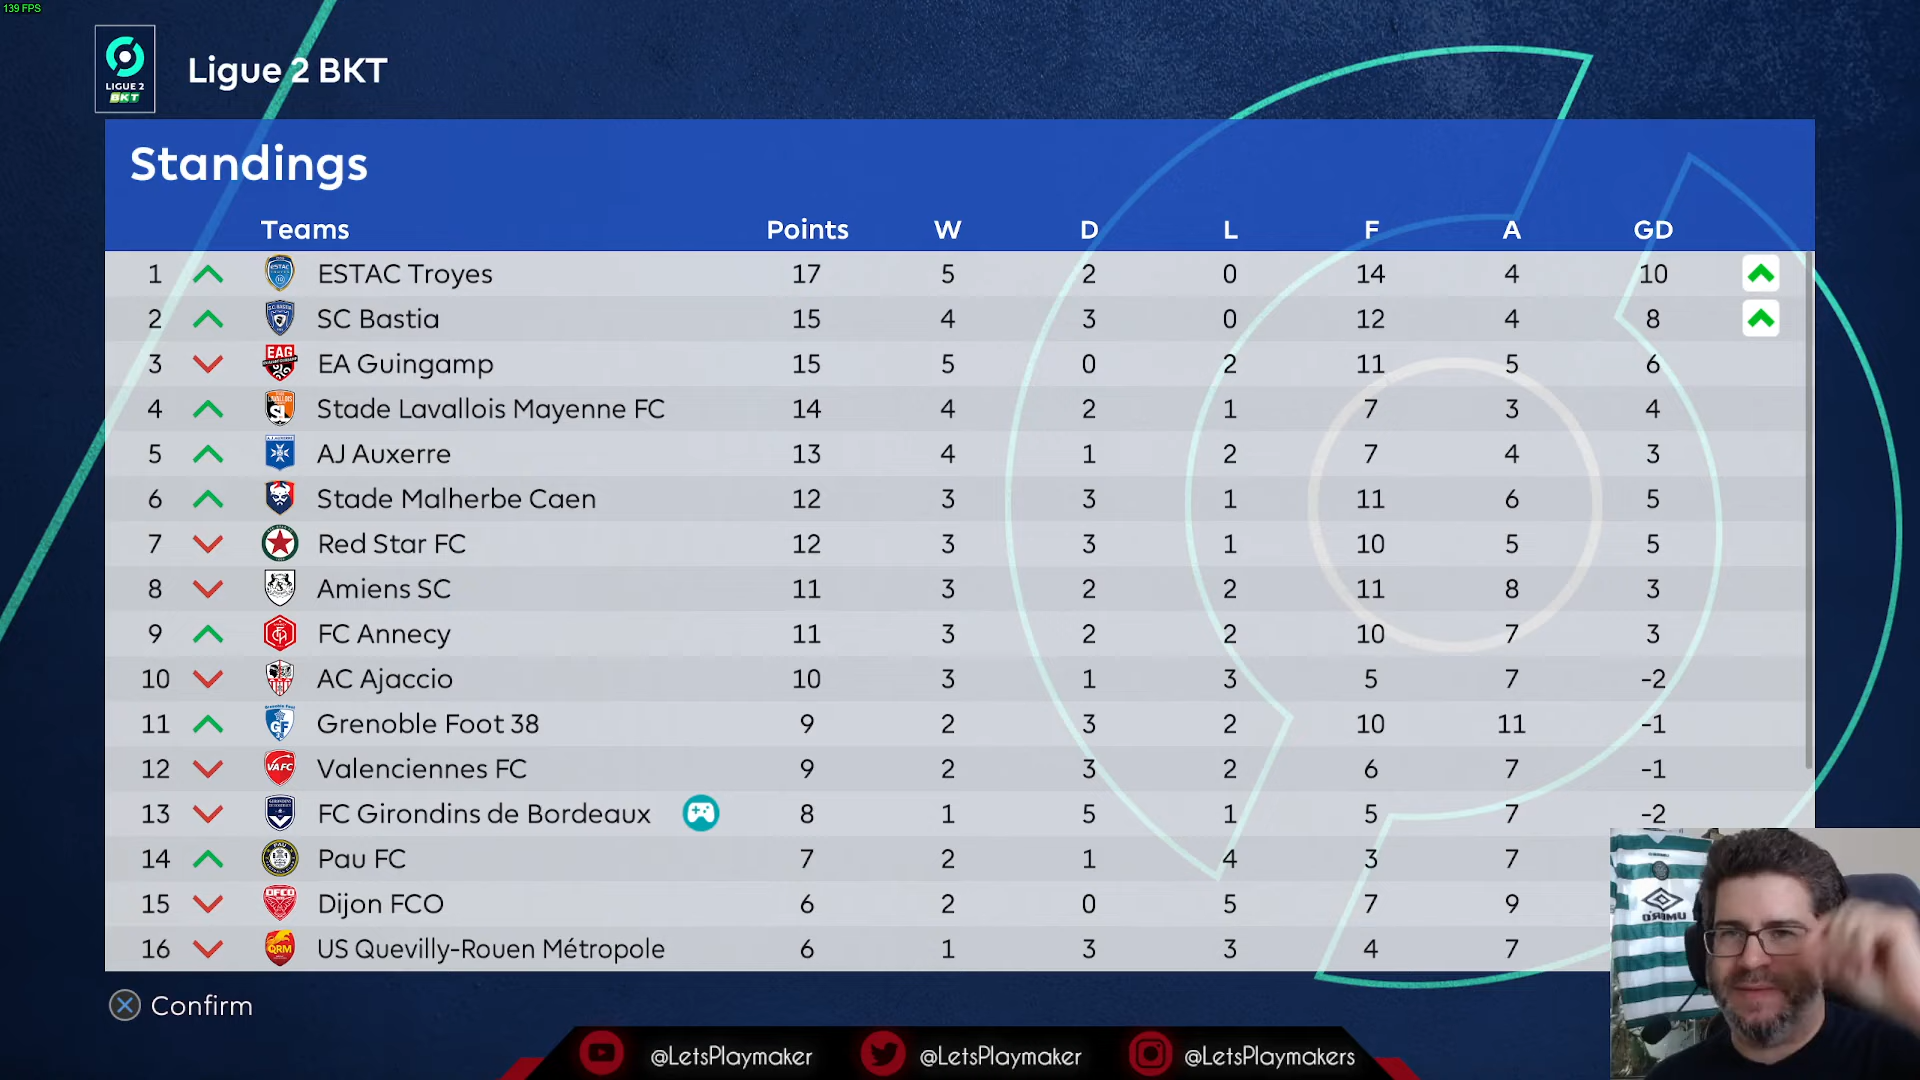 139 FPS
LIGUE 2
BKT
Ligue 2 BKT
Standings
Teams Points W D L F A GD
1 ESTAC Troyes 17 5 2 0 14 4 10
2 SC Bastia 15 4 3 0 12 4 8
3 EA Guingamp 15 5 0 2 11 5 6
4 Stade Lavallois Mayenne FC 14 4 2 1 7 3 4
5 AJ Auxerre 13 4 1 2 7 4 3
6 Stade Malherbe Caen 12 3 3 1 11 6 5
7 Red Star FC 12 3 3 1 10 5 5
8 Amiens SC 11 3 2 2 11 8 3
9 FC Annecy 11 3 2 2 10 7 3
10 AC Ajaccio 10 3 1 3 5 7 -2
11 Grenoble Foot 38 9 2 3 2 10 11 -1
12 Valenciennes FC 9 2 3 2 6 7 -1
13 FC Girondins de Bordeaux 8 1 5 1 5 7 -2
14 Pau FC 7 2 1 4 3 7
15 Dijon FCO 6 2 0 5 7 9
16 US Quevilly-Rouen Métropole 6 1 3 3 4 7
Confirm
@LetsPlaymaker @LetsPlaymaker @LetsPlaymakers